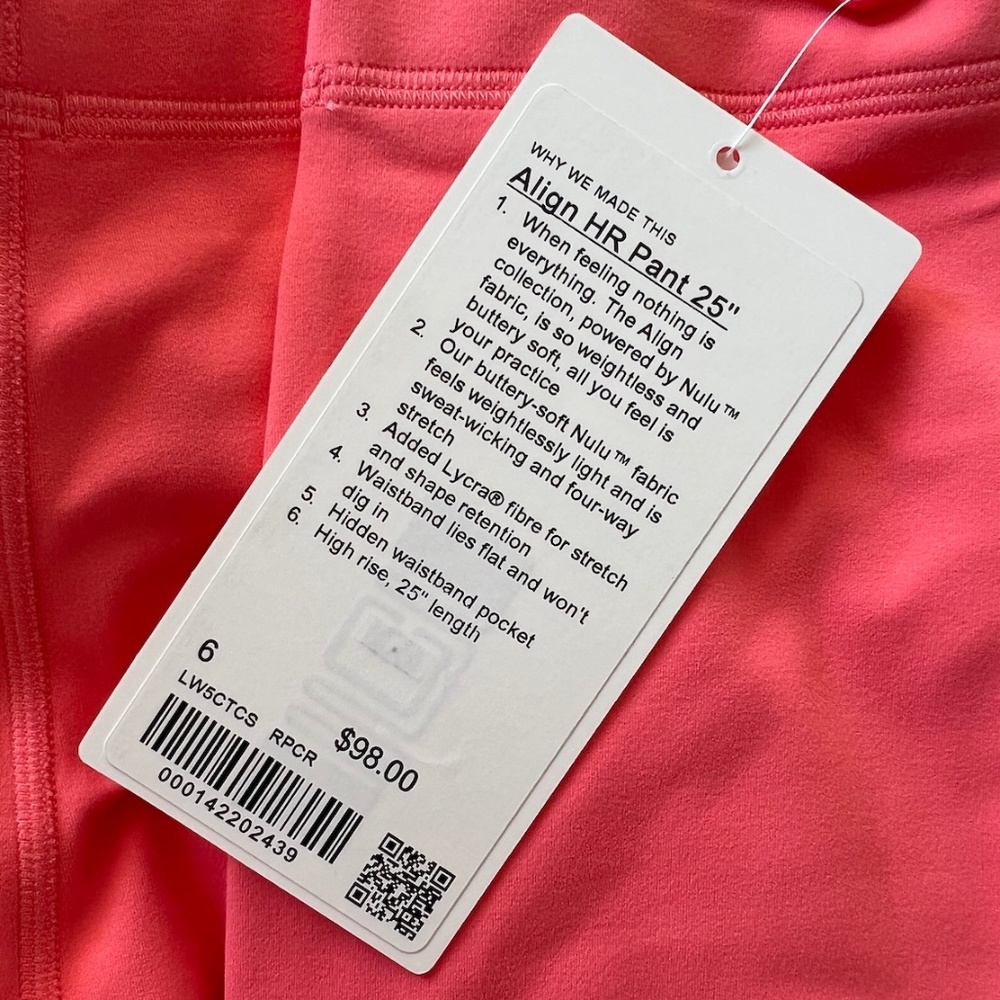 WHY WE MADE THIS
Align HR Pant 25"
1. When feeling nothing is
everything. The Align
collection, powered by Nulu™
fabric, is so weightless and
buttery soft, all you feel is
your practice
2. Our buttery-soft Nulu™ fabric
feels weightlessly light and is
sweat-wicking and four-way
stretch
3. Added Lycra® fibre for stretch
and shape retention
4. Waistband lies flat and won't
dig in
5. Hidden waistband pocket
6. High rise, 25" length
6
LW5CTCS RPCR $98.00
000142202439